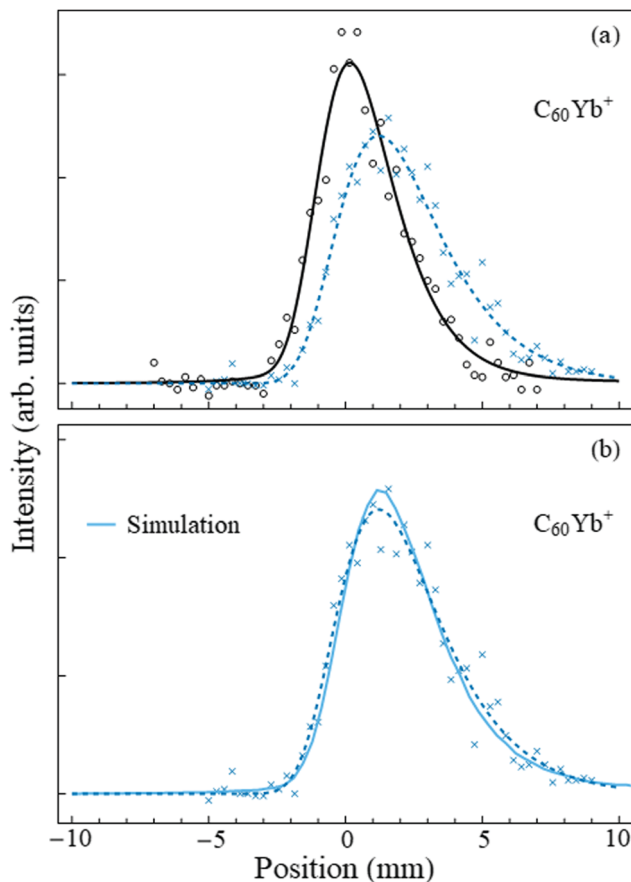 (a)
C₆₀Yb⁺
Intensity (arb. units)
(b)
Simulation
C₆₀Yb⁺
−10 −5 0 5 10
Position (mm)